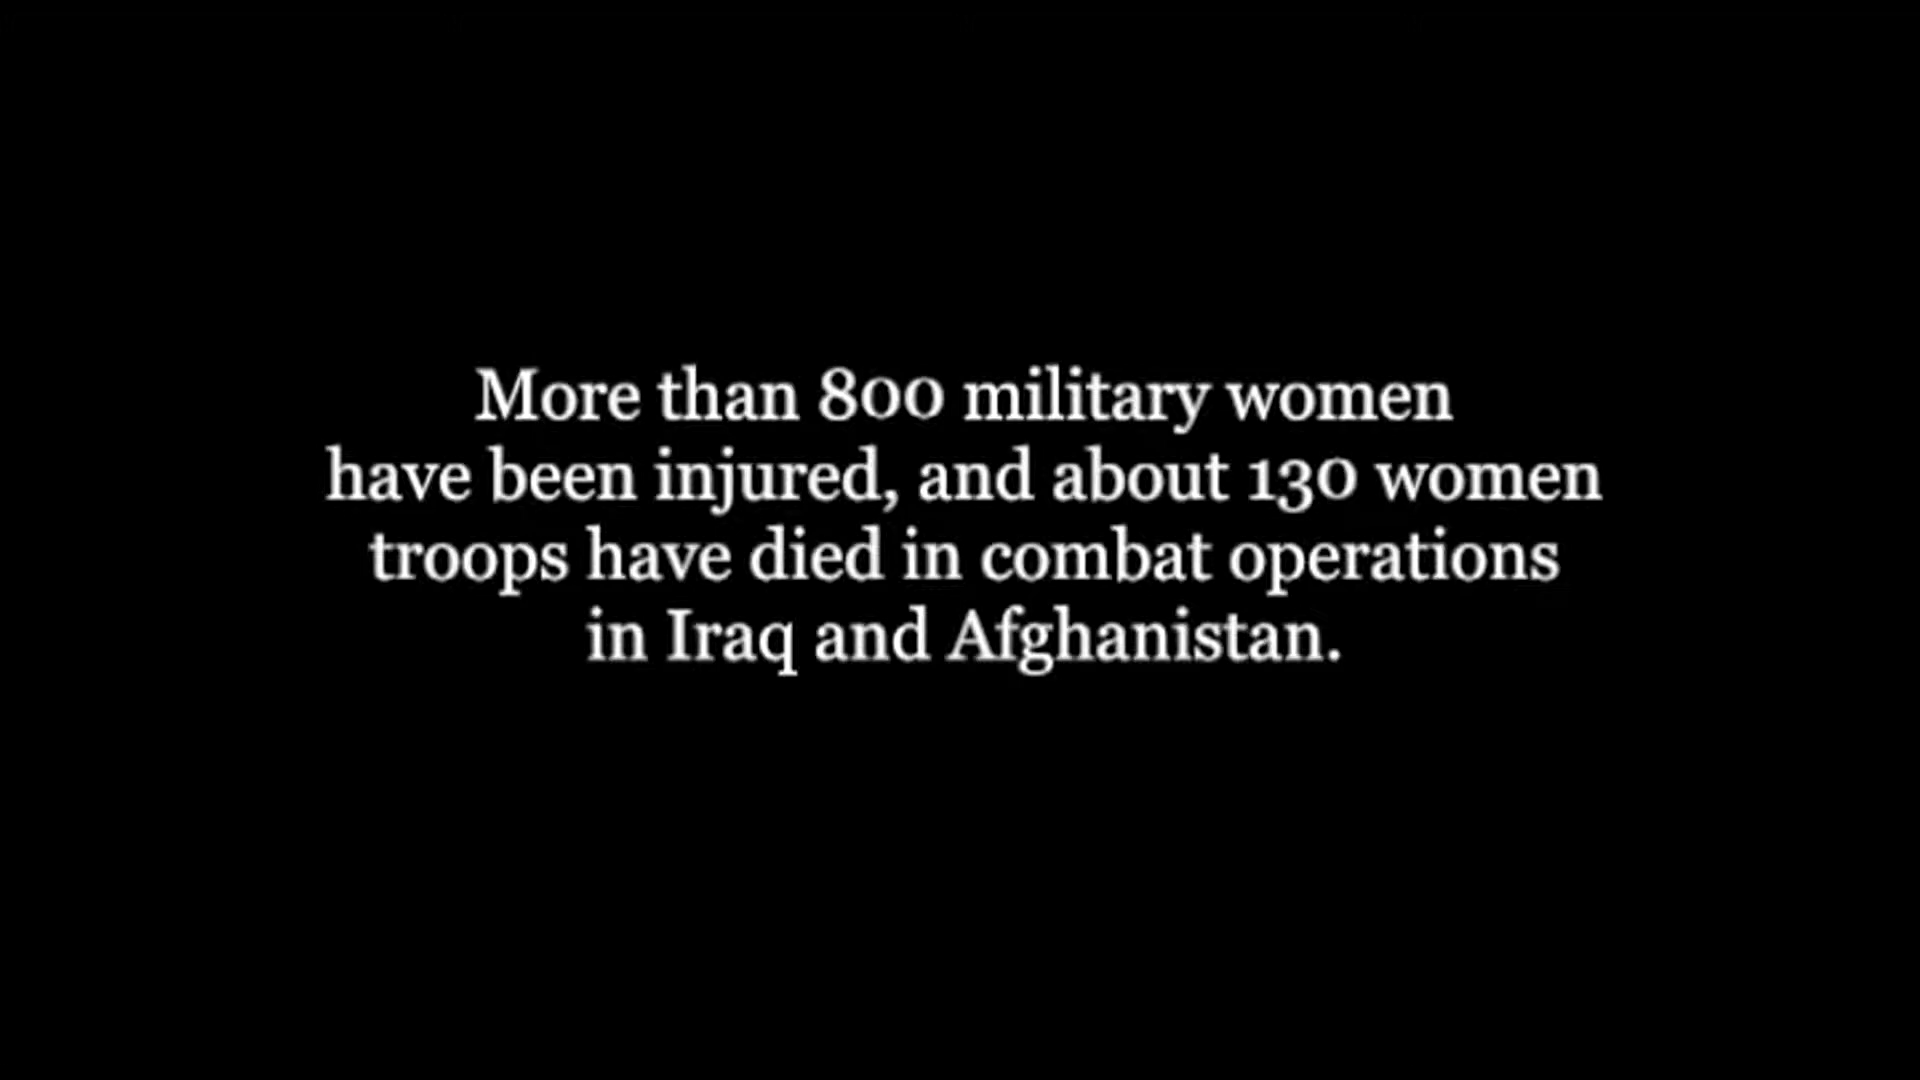 More than 800 military women
have been injured, and about 130 women
troops have died in combat operations
in Iraq and Afghanistan.